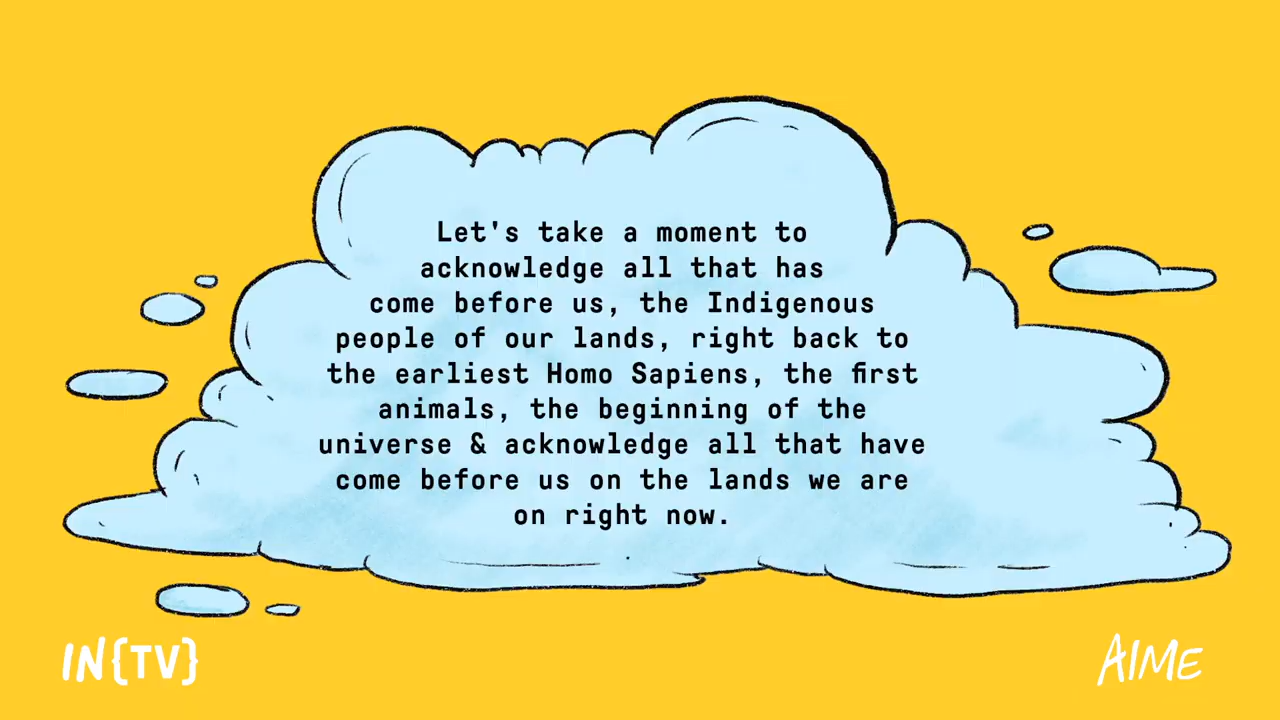 Let's take a moment to
acknowledge all that has
come before us, the Indigenous
people of our lands, right back to
the earliest Homo Sapiens, the first
animals, the beginning of the
universe & acknowledge all that have
come before us on the lands we are
on right now.
IN{TV}
AIME